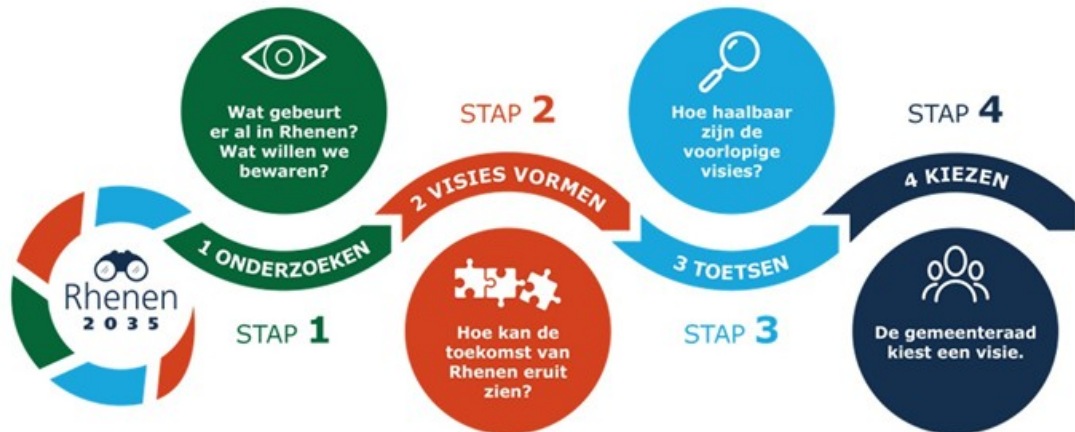 Rhenen
2035
1 ONDERZOEKEN
STAP 1
Wat gebeurt
er al in Rhenen?
Wat willen we
bewaren?
STAP 2
2 VISIES VORMEN
Hoe kan de
toekomst van
Rhenen eruit
zien?
Hoe haalbaar
zijn de
voorlopige
visies?
3 TOETSEN
STAP 3
STAP 4
4 KIEZEN
De gemeenteraad
kiest een visie.